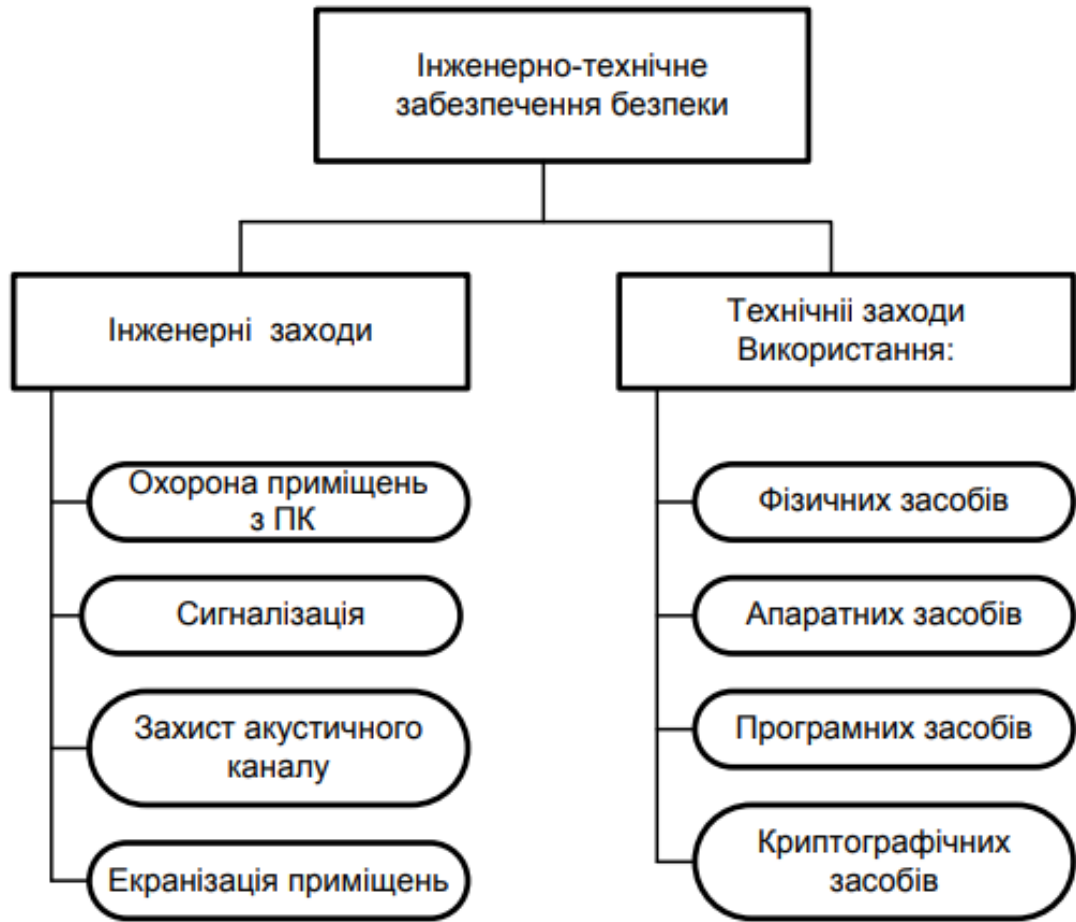 Інженерно-технічне
забезпечення безпеки
Інженерні заходи
Охорона приміщень
з ПК
Сигналізація
Захист акустичного
каналу
Екранізація приміщень
Технічніі заходи
Використання:
Фізичних засобів
Апаратних засобів
Програмних засобів
Криптографічних
засобів